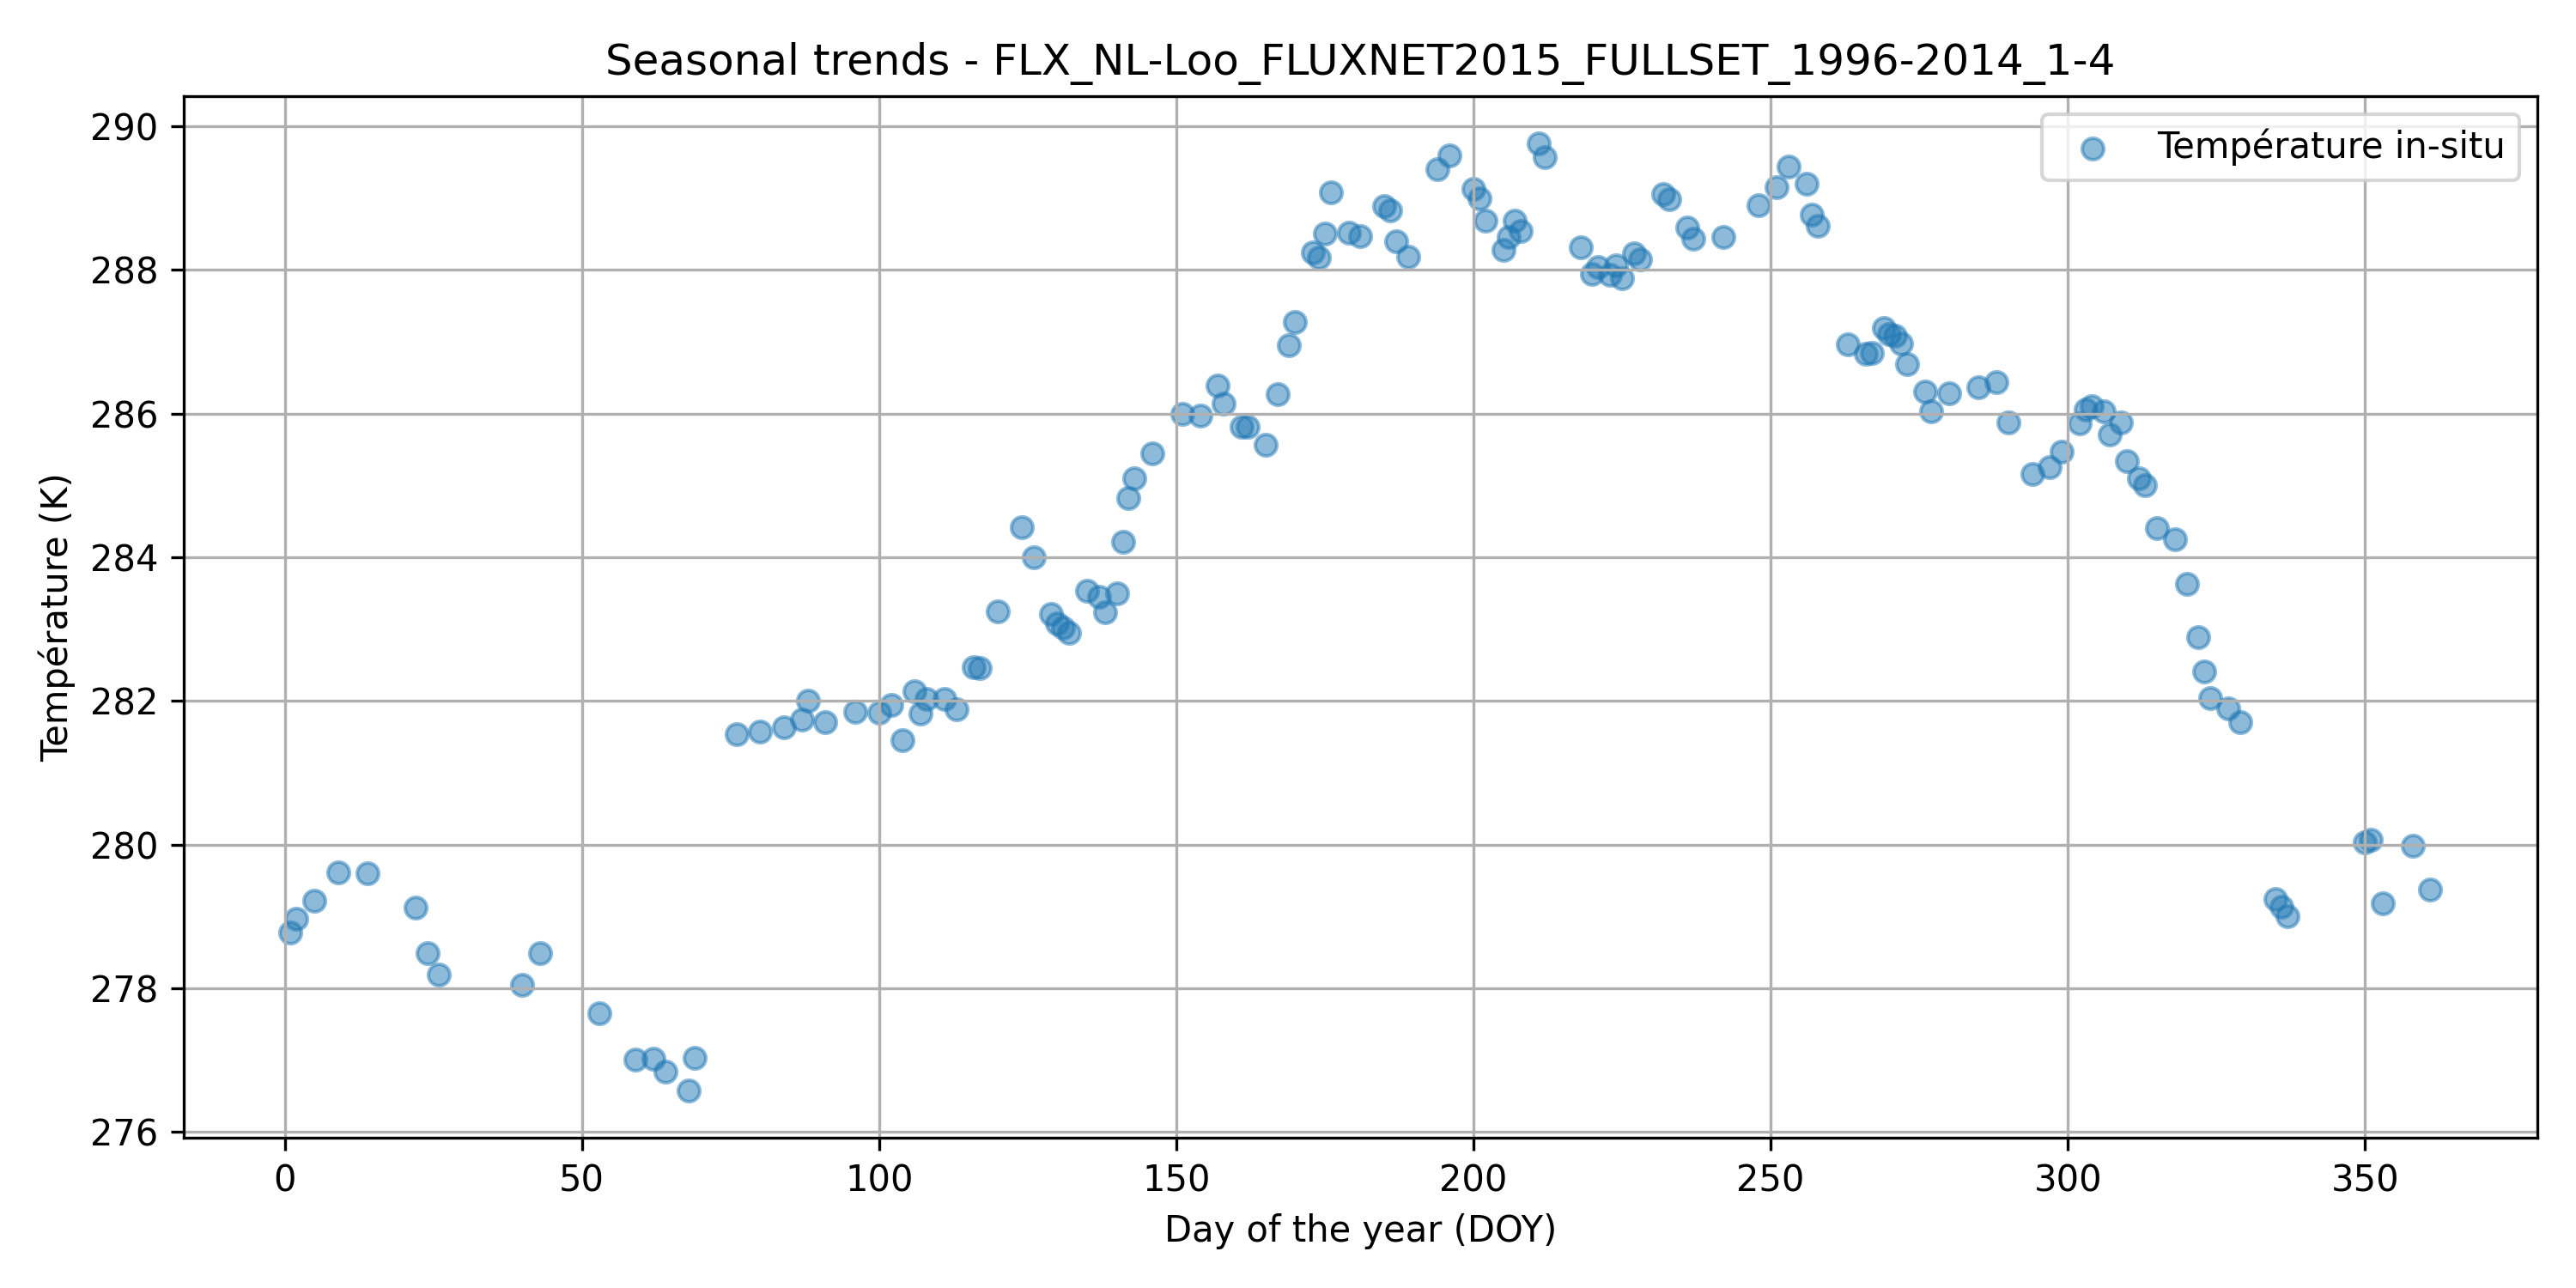 Seasonal trends - FLX_NL-Loo_FLUXNET2015_FULLSET_1996-2014_1-4
290
288
286
284
282
280
278
276
Température (K)
Température in-situ
0 50 100 150 200 250 300 350
Day of the year (DOY)